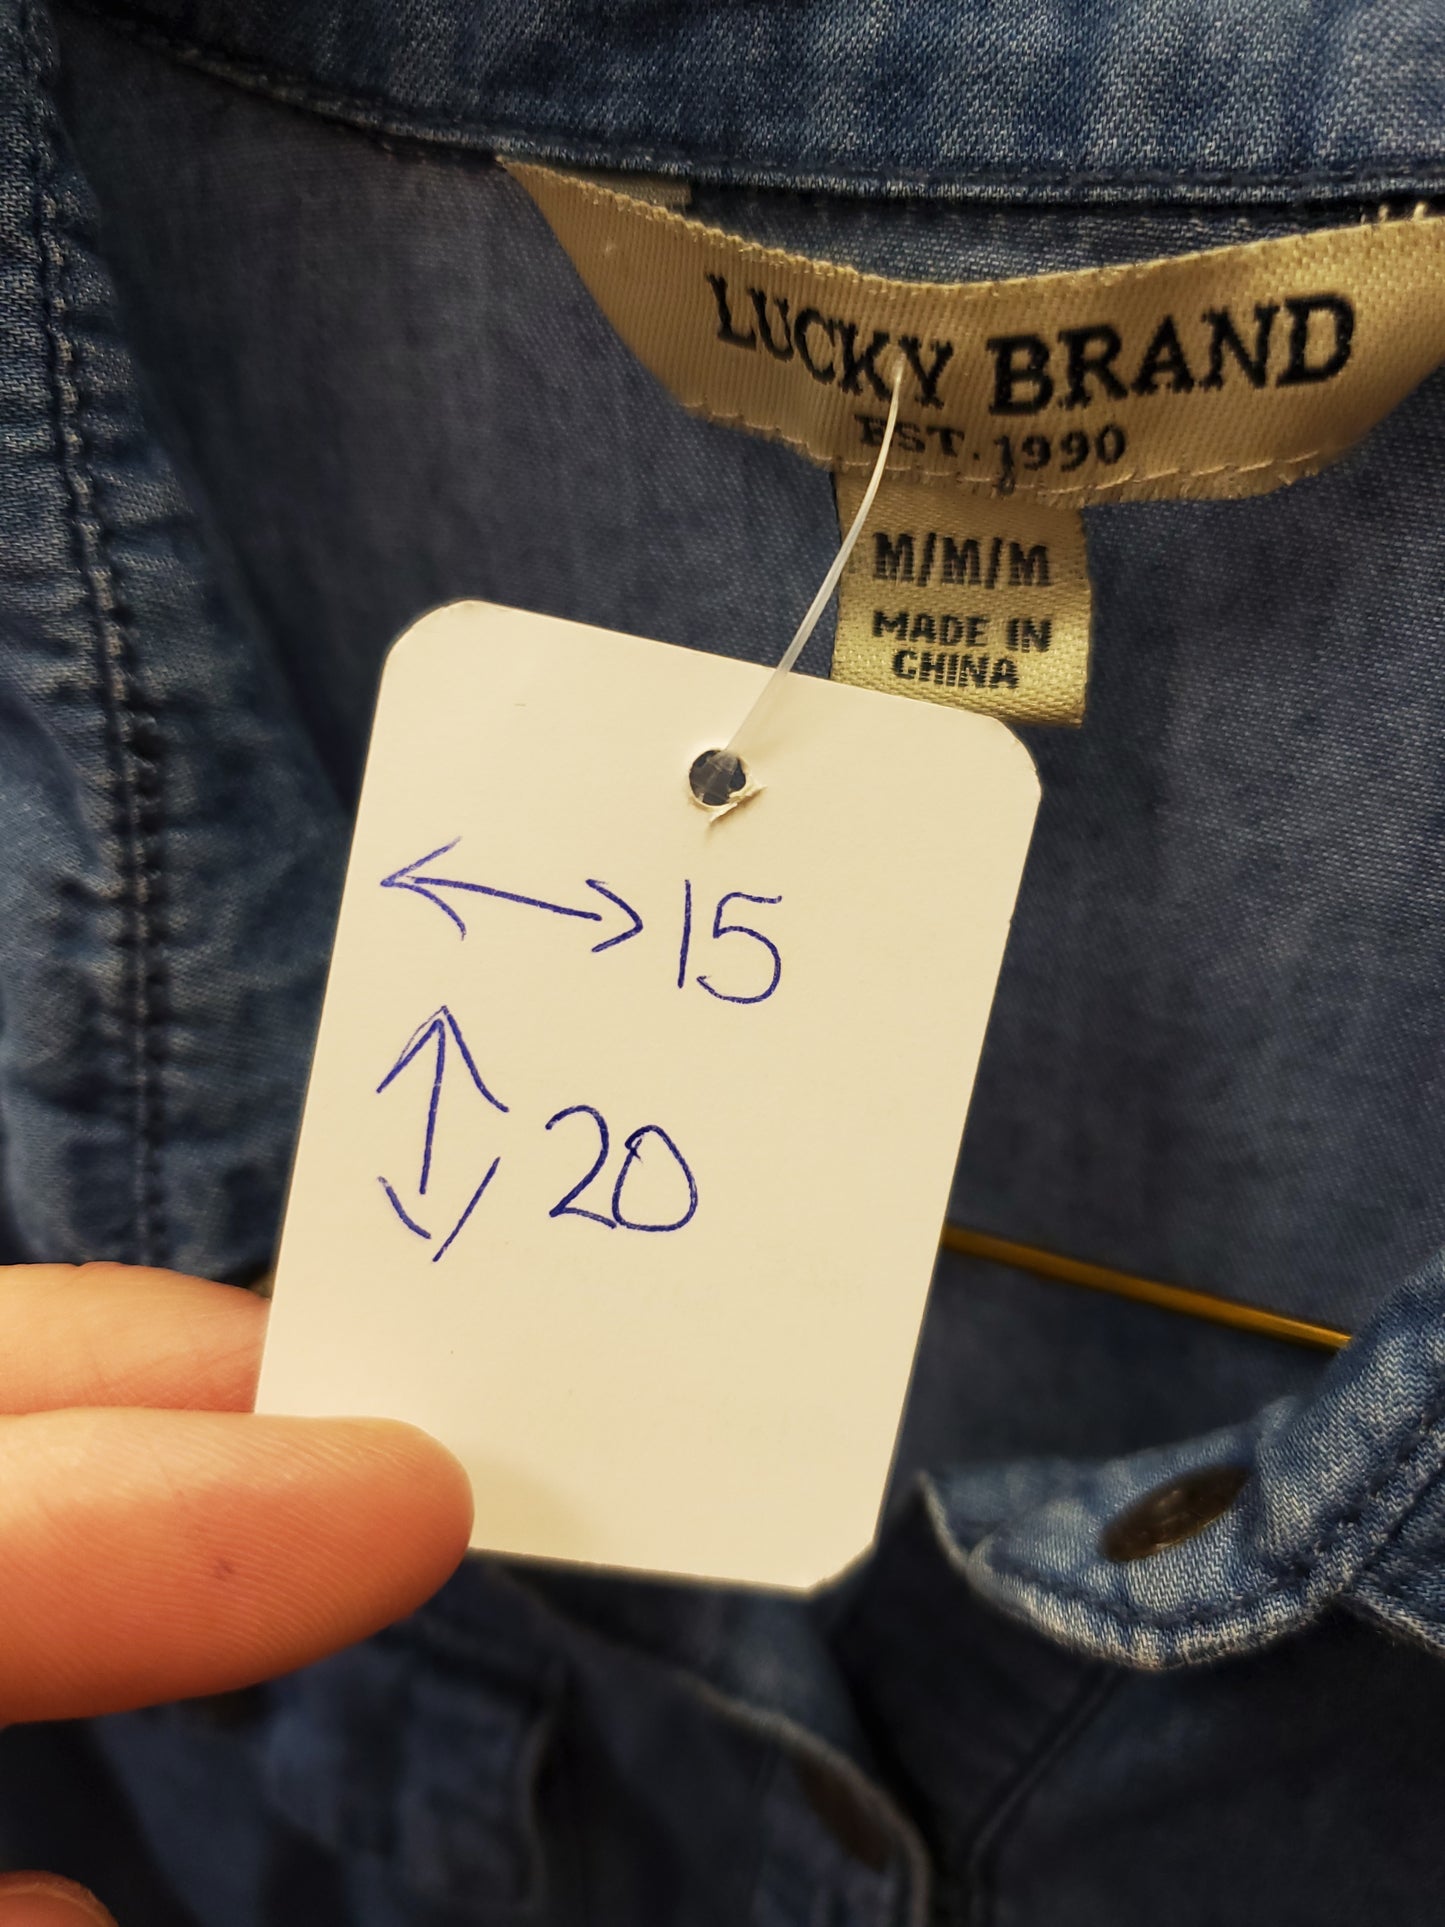 LUCKY BRAND
EST. 1990
M/M/M
MADE IN
CHINA
↔ 15
↕ 20